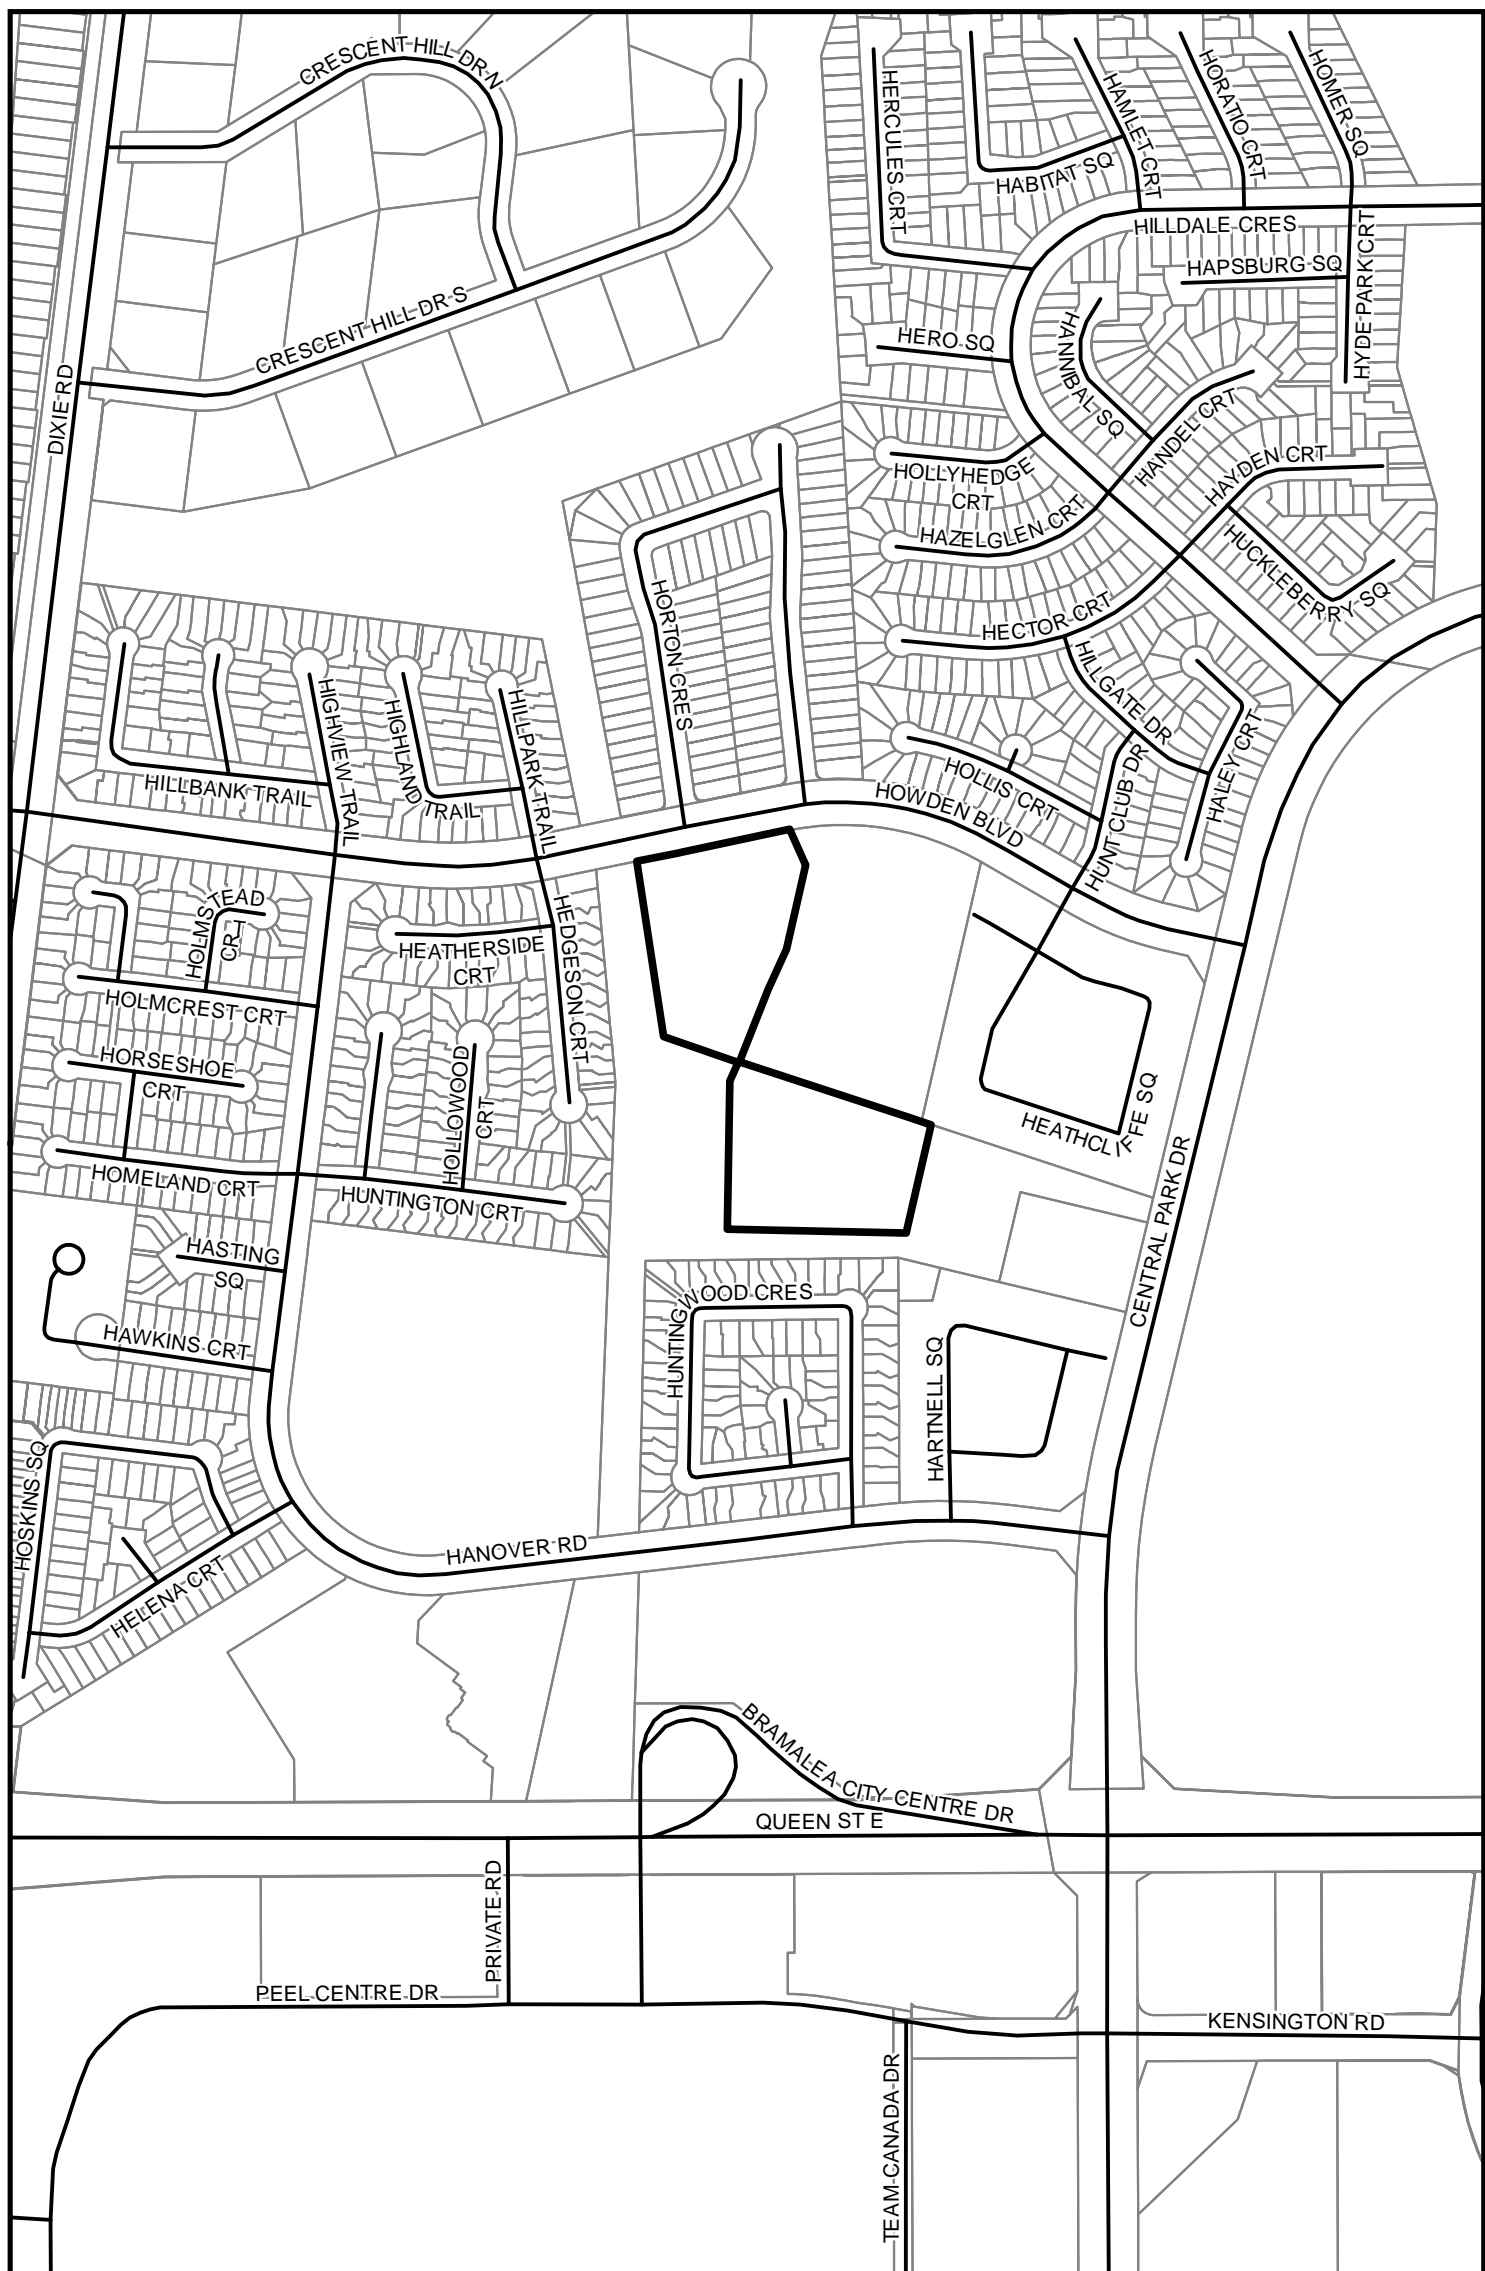 CRESCENT HILL DR N
HERCULES CRT
HABITAT SQ
HAMLET CRT
HORATIO CRT
HOMER SQ
HILLDALE CRES
HAPSBURG SQ
HYDE PARK CRT
CRESCENT HILL DR S
HERO SQ
HANNIBAL SQ
HANDEL CRT
DIXIE RD
HOLLYHEDGE
CRT
HAYDEN CRT
HAZELGLEN CRT
HUCKLEBERRY SQ
HORTON CRES
HECTOR CRT
HILLGATE DR
HIGHVIEW TRAIL
HIGHLAND
TRAIL
HILLPARK TRAIL
HILLBANK TRAIL
HOLLIS CRT
HOWDEN BLVD
HUNT CLUB DR
HALEY CRT
HOLMSTEAD
CRT
HEATHERSIDE
CRT
HEDGESON CRT
HOLMCREST CRT
HORSESHOE
CRT
HOLLOWOOD
CRT
HEATHCLIFFE SQ
HOMELAND CRT
HUNTINGTON CRT
CENTRAL PARK DR
HASTING
SQ
HUNTINGWOOD CRES
HAWKINS CRT
HARTNELL SQ
HOSKINS SQ
HANOVER RD
HELENA CRT
BRAMALEA CITY CENTRE DR
QUEEN ST E
PRIVATE RD
PEEL CENTRE DR
KENSINGTON RD
TEAM CANADA DR